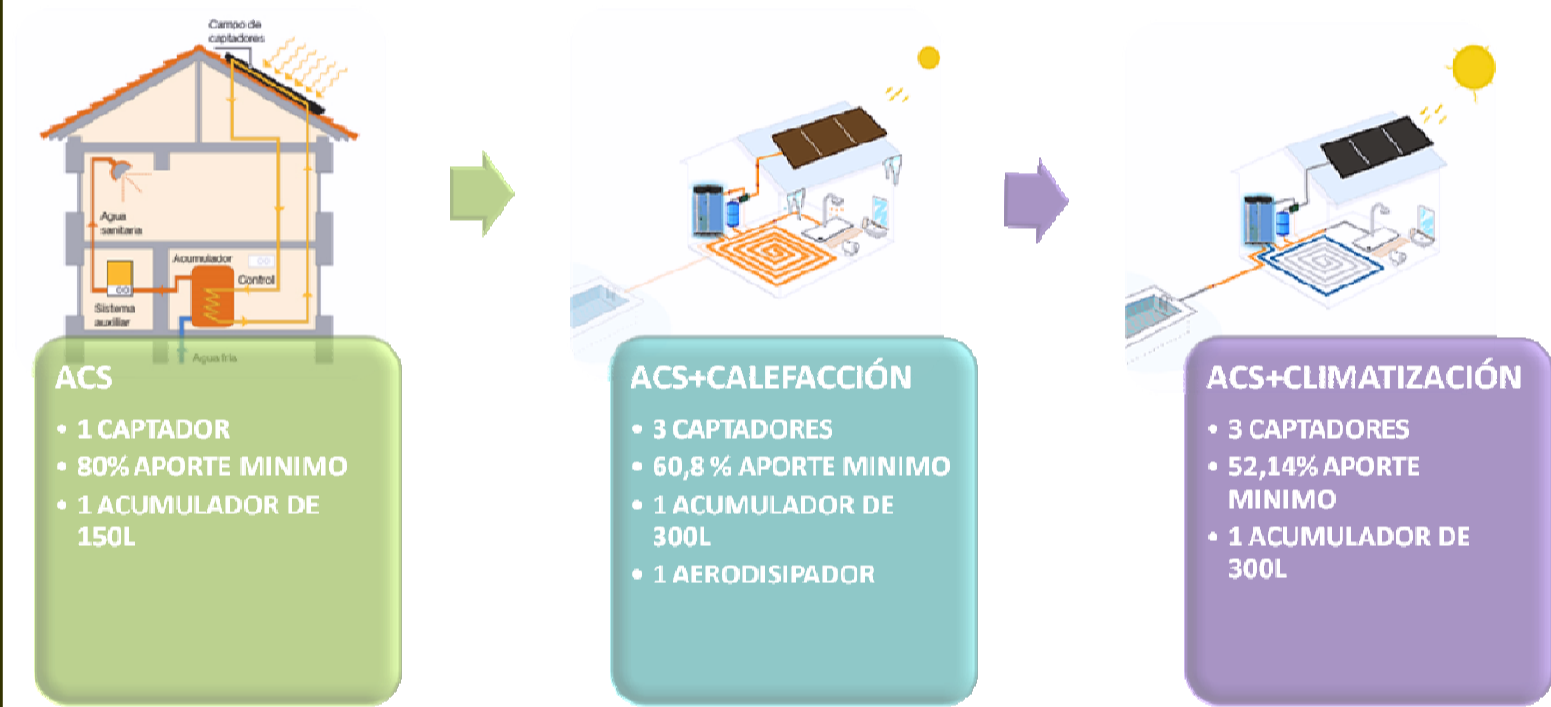 Campo de
captadores
Agua
sanitaria
Acumulador
Control
Sistema
auxiliar
Agua fría
ACS
• 1 CAPTADOR
• 80% APORTE MINIMO
• 1 ACUMULADOR DE
150L
ACS+CALEFACCIÓN
• 3 CAPTADORES
• 60,8 % APORTE MINIMO
• 1 ACUMULADOR DE
300L
• 1 AERODISIPADOR
ACS+CLIMATIZACIÓN
• 3 CAPTADORES
• 52,14% APORTE
MINIMO
• 1 ACUMULADOR DE
300L